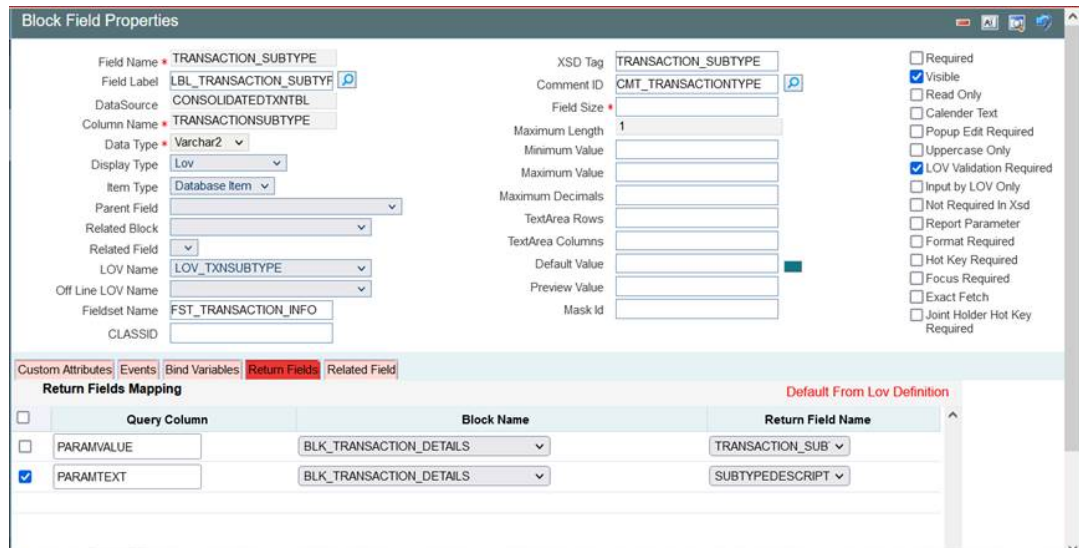 Block Field Properties
Field Name * TRANSACTION_SUBTYPE
Field Label LBL_TRANSACTION_SUBTYF
DataSource CONSOLIDATEDTXNTBL
Column Name * TRANSACTIONSUBTYPE
Data Type * Varchar2
Display Type Lov
Item Type Database Item
Parent Field
Related Block
Related Field
LOV Name LOV_TXNSUBTYPE
Off Line LOV Name
Fieldset Name FST_TRANSACTION_INFO
CLASSID
XSD Tag TRANSACTION_SUBTYPE
Comment ID CMT_TRANSACTIONTYPE
Field Size *
Maximum Length 1
Minimum Value
Maximum Value
Maximum Decimals
TextArea Rows
TextArea Columns
Default Value
Preview Value
Mask Id
Required
Visible
Read Only
Calender Text
Popup Edit Required
Uppercase Only
LOV Validation Required
Input by LOV Only
Not Required In Xsd
Report Parameter
Format Required
Hot Key Required
Focus Required
Exact Fetch
Joint Holder Hot Key
Required
Custom Attributes Events Bind Variables Return Fields Related Field
Return Fields Mapping Default From Lov Definition
Query Column Block Name Return Field Name
PARAMVALUE BLK_TRANSACTION_DETAILS TRANSACTION_SUB
PARAMTEXT BLK_TRANSACTION_DETAILS SUBTYPEDESCRIPT